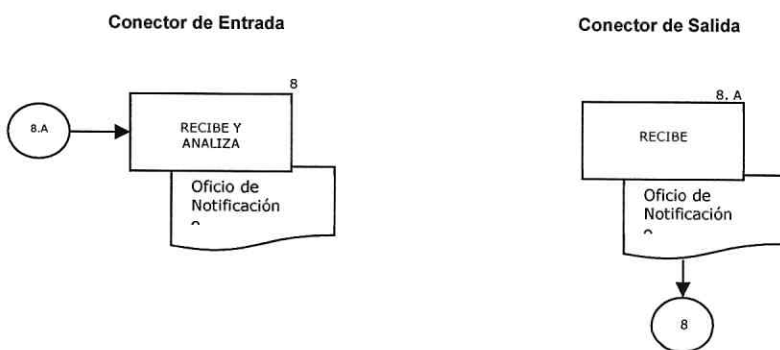 Conector de Entrada
8
8.A
RECIBE Y
ANALIZA
Oficio de
Notificación
Conector de Salida
8. A
RECIBE
Oficio de
Notificación
8